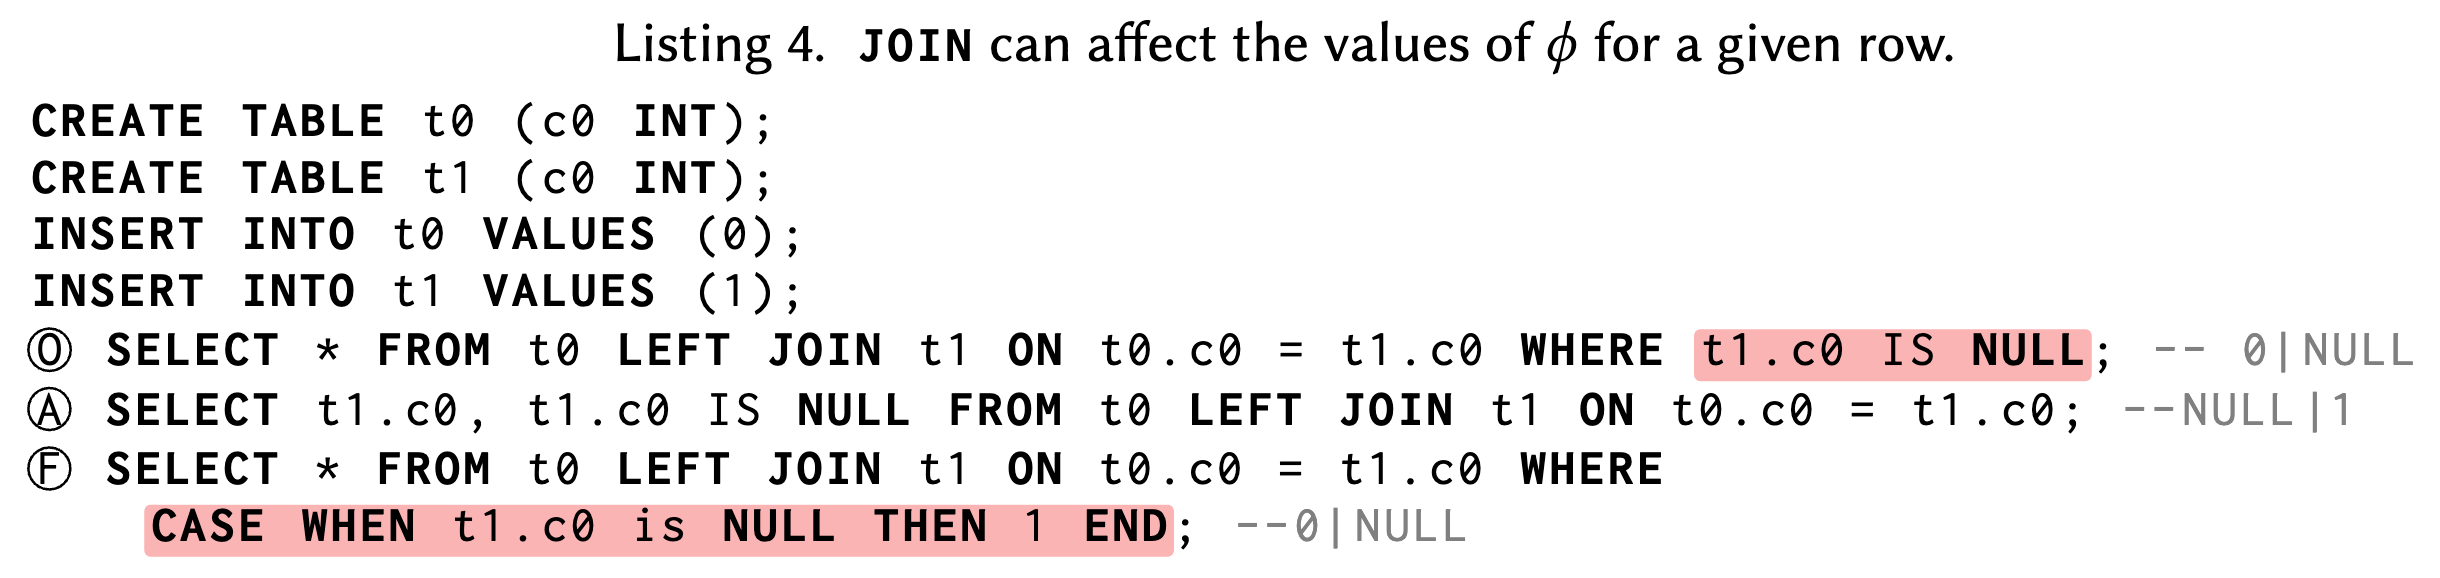 Listing 4. JOIN can affect the values of ϕ for a given row.
CREATE TABLE t0 (c0 INT);
CREATE TABLE t1 (c0 INT);
INSERT INTO t0 VALUES (0);
INSERT INTO t1 VALUES (1);
Ⓞ SELECT * FROM t0 LEFT JOIN t1 ON t0.c0 = t1.c0 WHERE t1.c0 IS NULL; -- 0|NULL
Ⓐ SELECT t1.c0, t1.c0 IS NULL FROM t0 LEFT JOIN t1 ON t0.c0 = t1.c0; --NULL|1
Ⓕ SELECT * FROM t0 LEFT JOIN t1 ON t0.c0 = t1.c0 WHERE
CASE WHEN t1.c0 is NULL THEN 1 END; --0|NULL